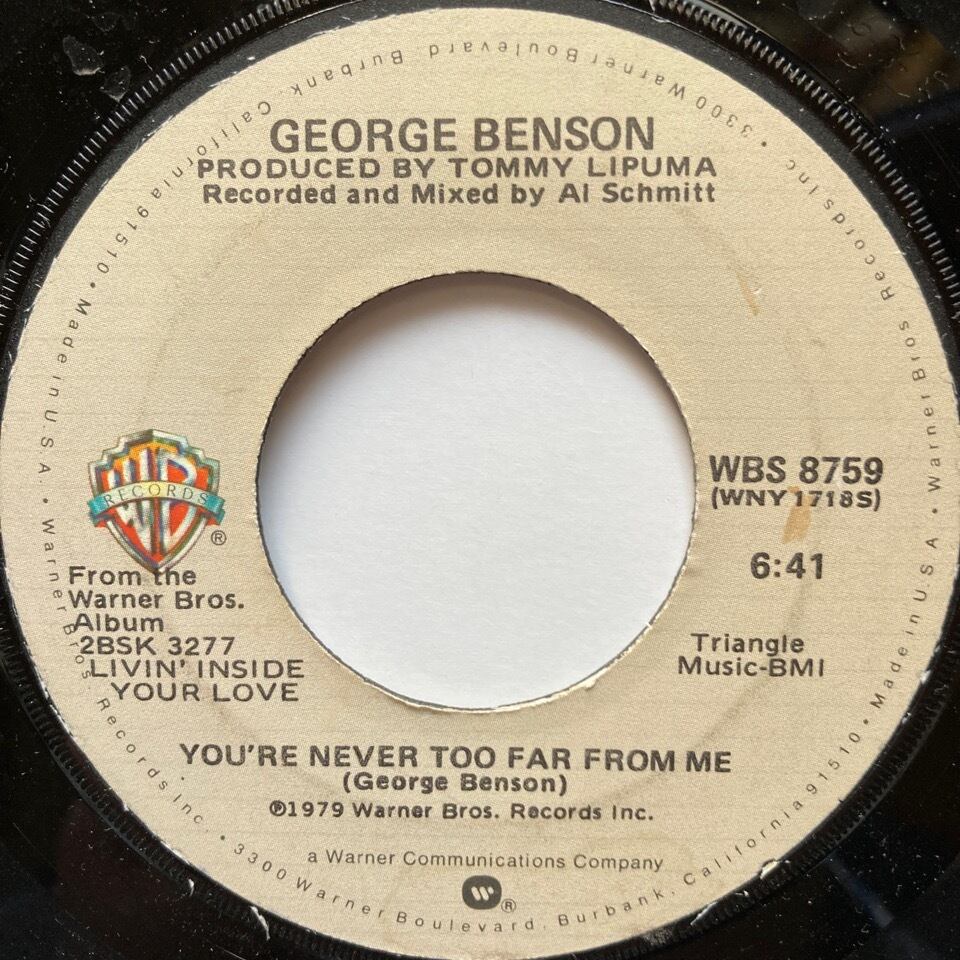 GEORGE BENSON
PRODUCED BY TOMMY LIPUMA
Recorded and Mixed by Al Schmitt
WB
RECORDS
®
WBS 8759
(WNY 1718S)
6:41
From the
Warner Bros.
Album
2BSK 3277
LIVIN' INSIDE
YOUR LOVE
Triangle
Music-BMI
YOU'RE NEVER TOO FAR FROM ME
(George Benson)
℗1979 Warner Bros. Records Inc.
a Warner Communications Company
®
Warner Bros. Records Inc. • 3300 Warner Boulevard, Burbank, California 91510 • Made in U.S.A. • Warner Bros Records Inc • 3300 Warner Boulevard, Burbank, California 91510 • Made in U.S.A. •